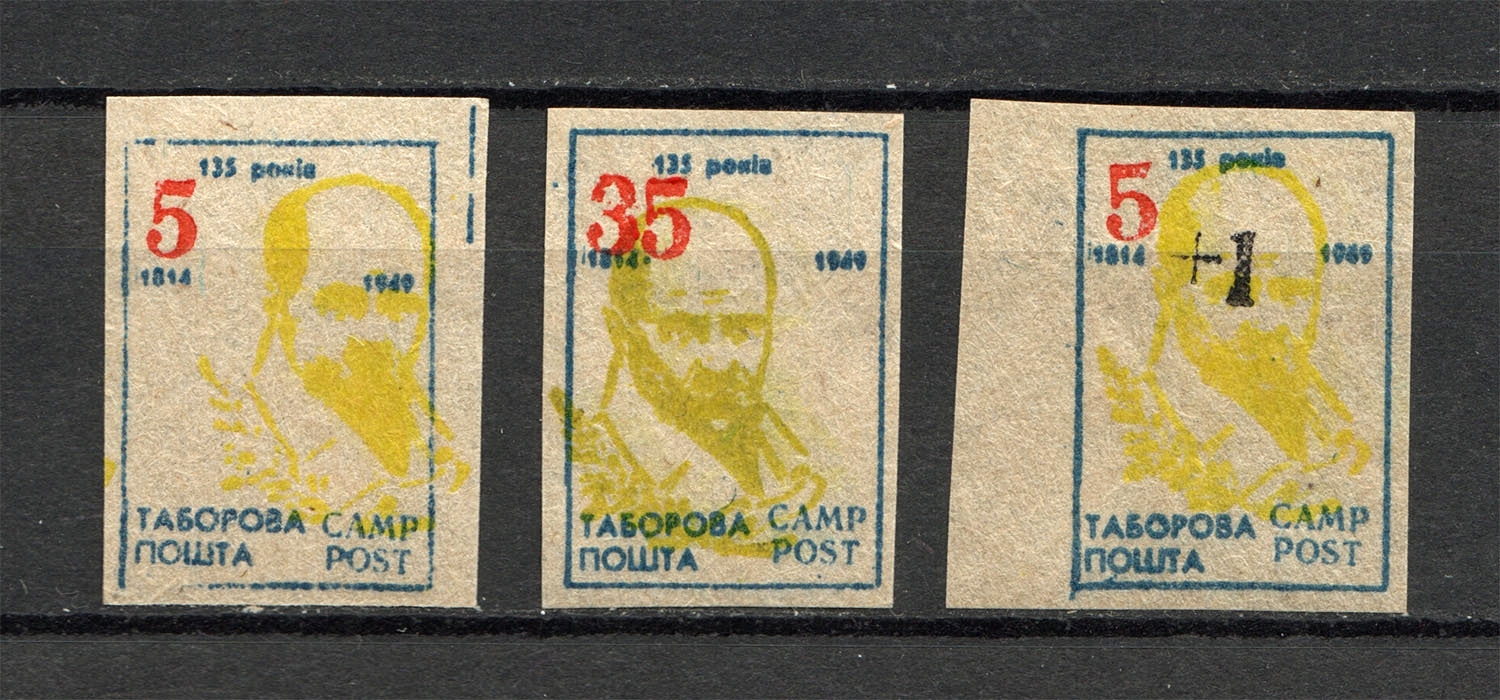 135 років
5
1814
1949
ТАБОРОВА CAMP
ПОШТА POST
135 років
35
1814
1949
ТАБОРОВА CAMP
ПОШТА POST
135 років
5
+1
1814
1949
ТАБОРОВА CAMP
ПОШТА POST